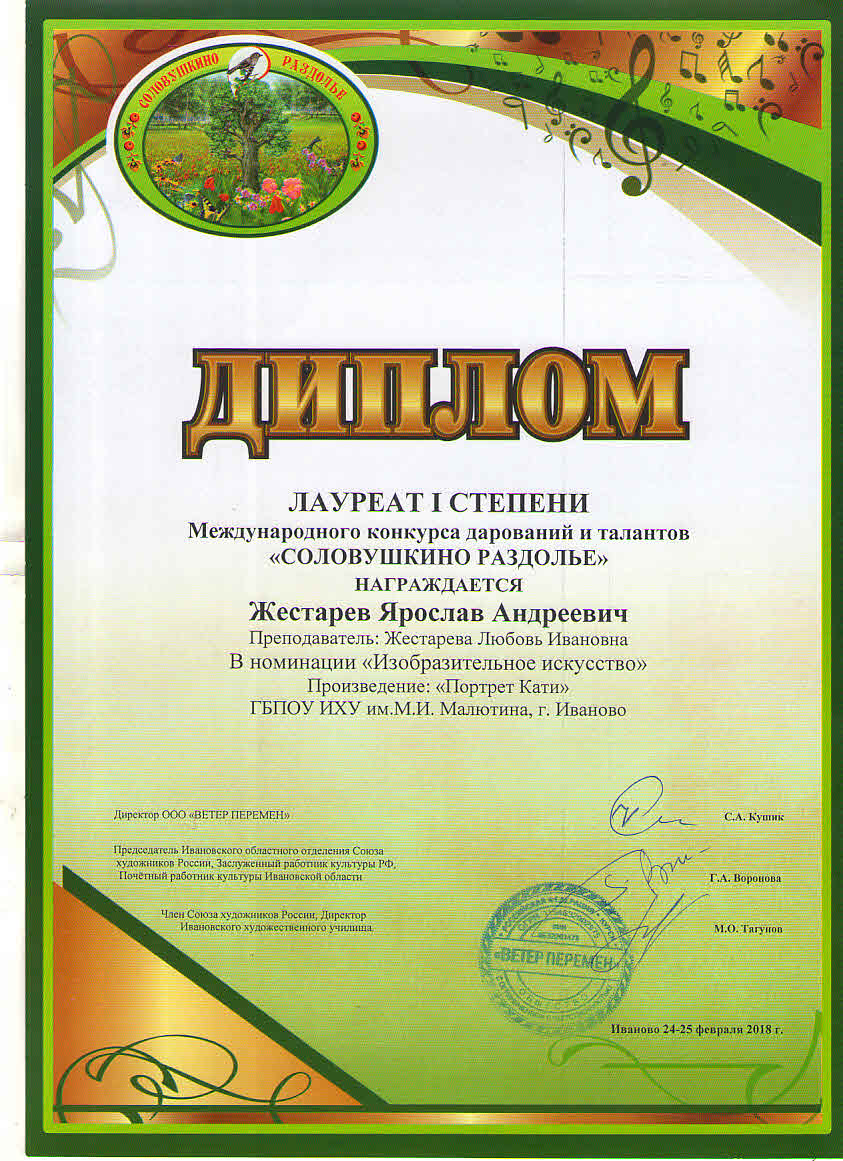 СОЛОВУШКИНО РАЗДОЛЬЕ
ДИПЛОМ
ЛАУРЕАТ I СТЕПЕНИ
Международного конкурса дарований и талантов
«СОЛОВУШКИНО РАЗДОЛЬЕ»
НАГРАЖДАЕТСЯ
Жестарев Ярослав Андреевич
Преподаватель: Жестарева Любовь Ивановна
В номинации «Изобразительное искусство»
Произведение: «Портрет Кати»
ГБПОУ ИХУ им.М.И. Малютина, г. Иваново
Директор ООО «ВЕТЕР ПЕРЕМЕН»
С.А. Кушик
Председатель Ивановского областного отделения Союза
художников России, Заслуженный работник культуры РФ,
Почётный работник культуры Ивановской области
Г.А. Воронова
Член Союза художников России, Директор
Ивановского художественного училища
М.О. Тагунов
«ВЕТЕР ПЕРЕМЕН»
ОБЩЕСТВО
Иваново 24-25 февраля 2018 г.